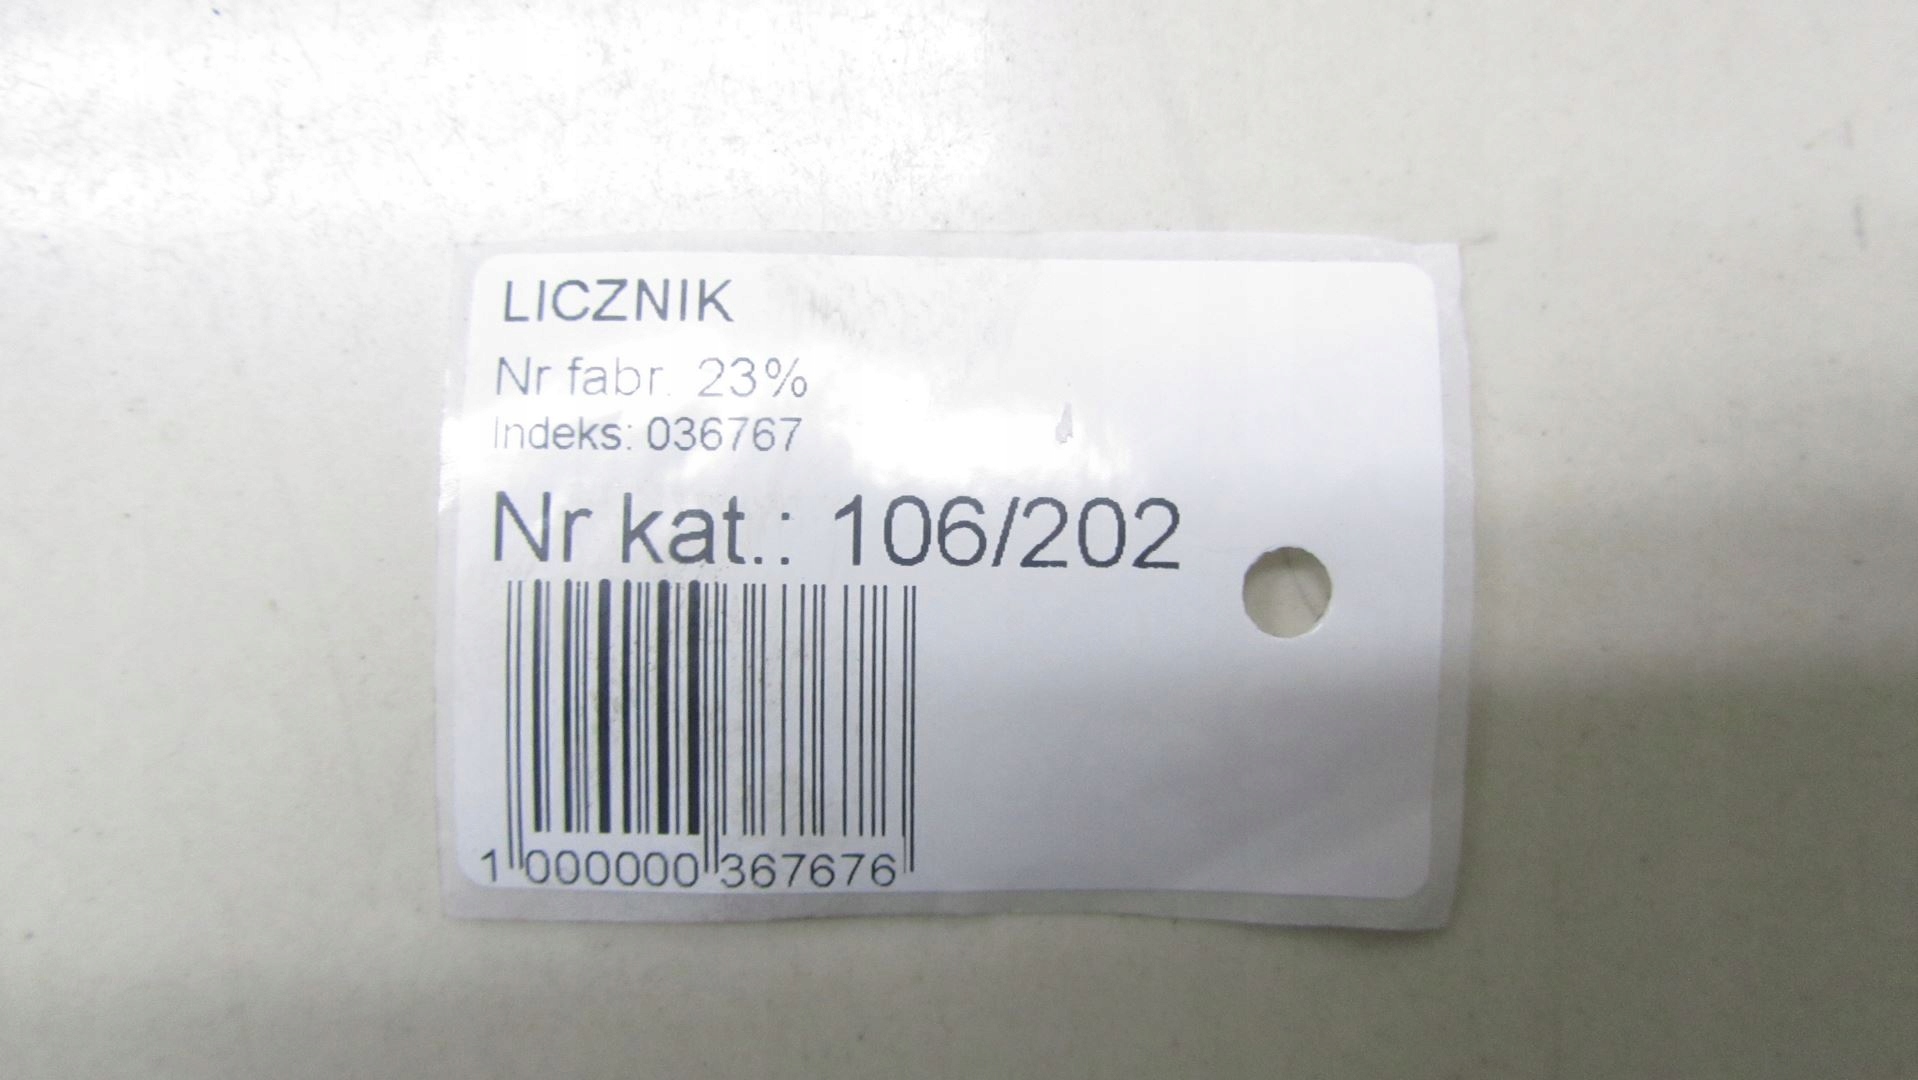 LICZNIK
Nr fabr. 23%
Indeks: 036767
Nr kat.: 106/202
1 000000 367676